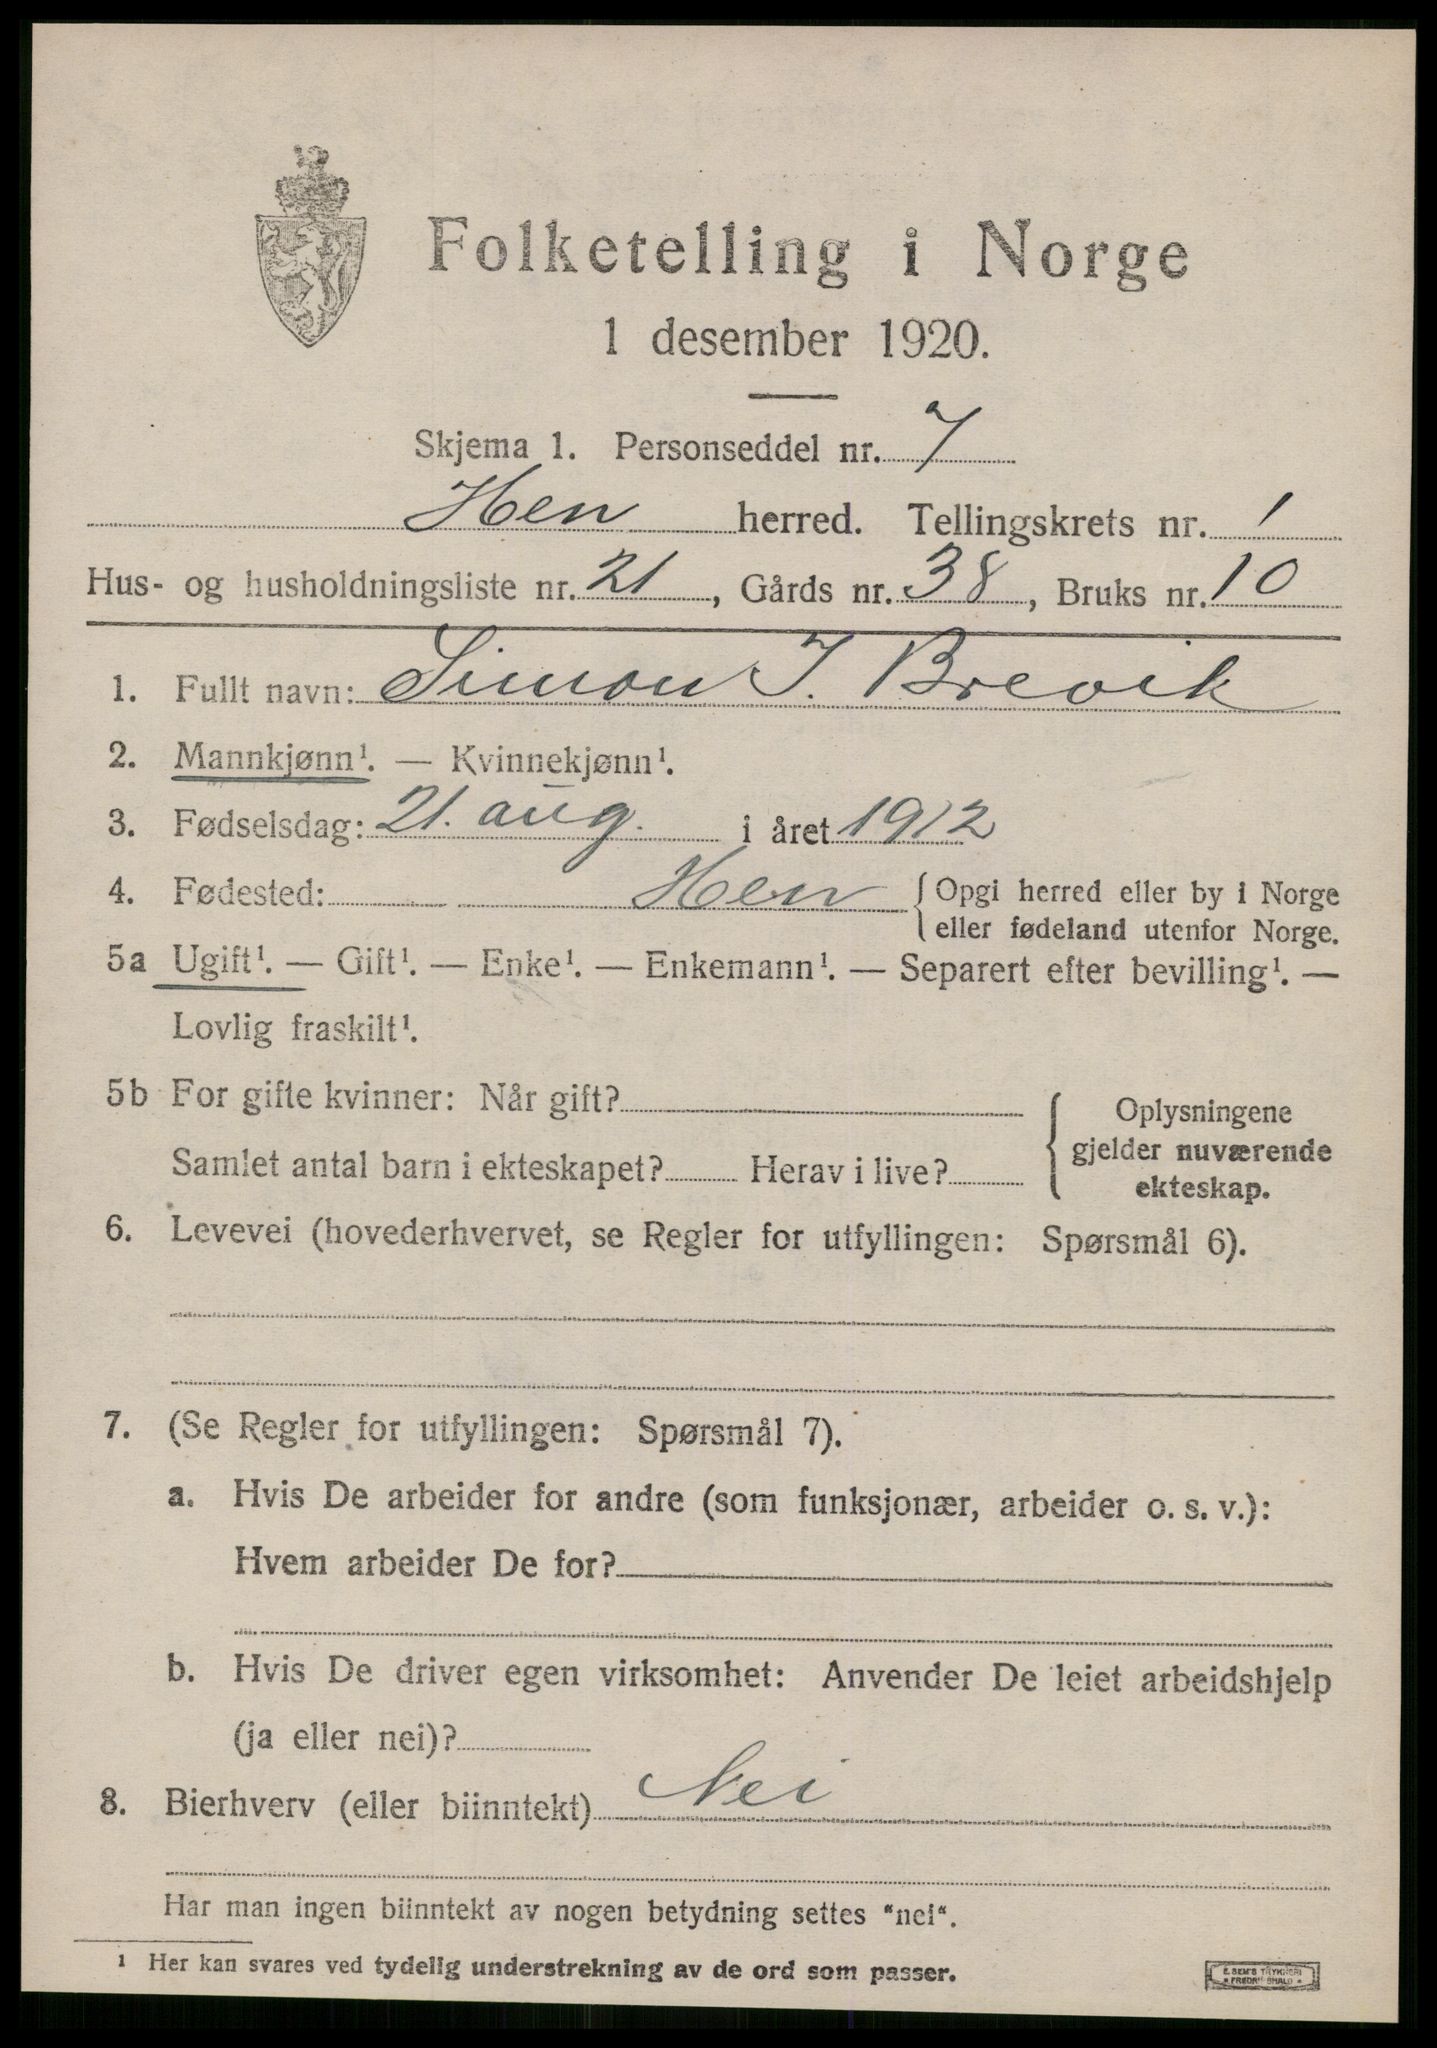 Folketelling i Norge
1 desember 1920.
Skjema 1. Personseddel nr. 7
Hen herred. Tellingskrets nr. 1
Hus- og husholdningsliste nr. 21, Gårds nr. 38, Bruks nr. 10
1. Fullt navn: Simon J. Brevik
2. Mannkjønn¹. — Kvinnekjønn¹.
3. Fødselsdag: 21. aug. i året 1912
4. Fødested: Hen { Opgi herred eller by i Norge
eller fødeland utenfor Norge.
5a Ugift¹. — Gift¹. — Enke¹. — Enkemann¹. — Separert efter bevilling¹. —
Lovlig fraskilt¹.
5b For gifte kvinner: Når gift?
Samlet antal barn i ekteskapet? Herav i live?
Oplysningene
gjelder nuværende
ekteskap.
6. Levevei (hovederhvervet, se Regler for utfyllingen: Spørsmål 6).
7. (Se Regler for utfyllingen: Spørsmål 7).
a. Hvis De arbeider for andre (som funksjonær, arbeider o. s. v.):
Hvem arbeider De for?
b. Hvis De driver egen virksomhet: Anvender De leiet arbeidshjelp
(ja eller nei)?
8. Bierhverv (eller biinntekt) Nei
Har man ingen biinntekt av nogen betydning settes "nei".
¹ Her kan svares ved tydelig understrekning av de ord som passer.
E. SEM'S TRYKKERI
FREDRIKSHALD